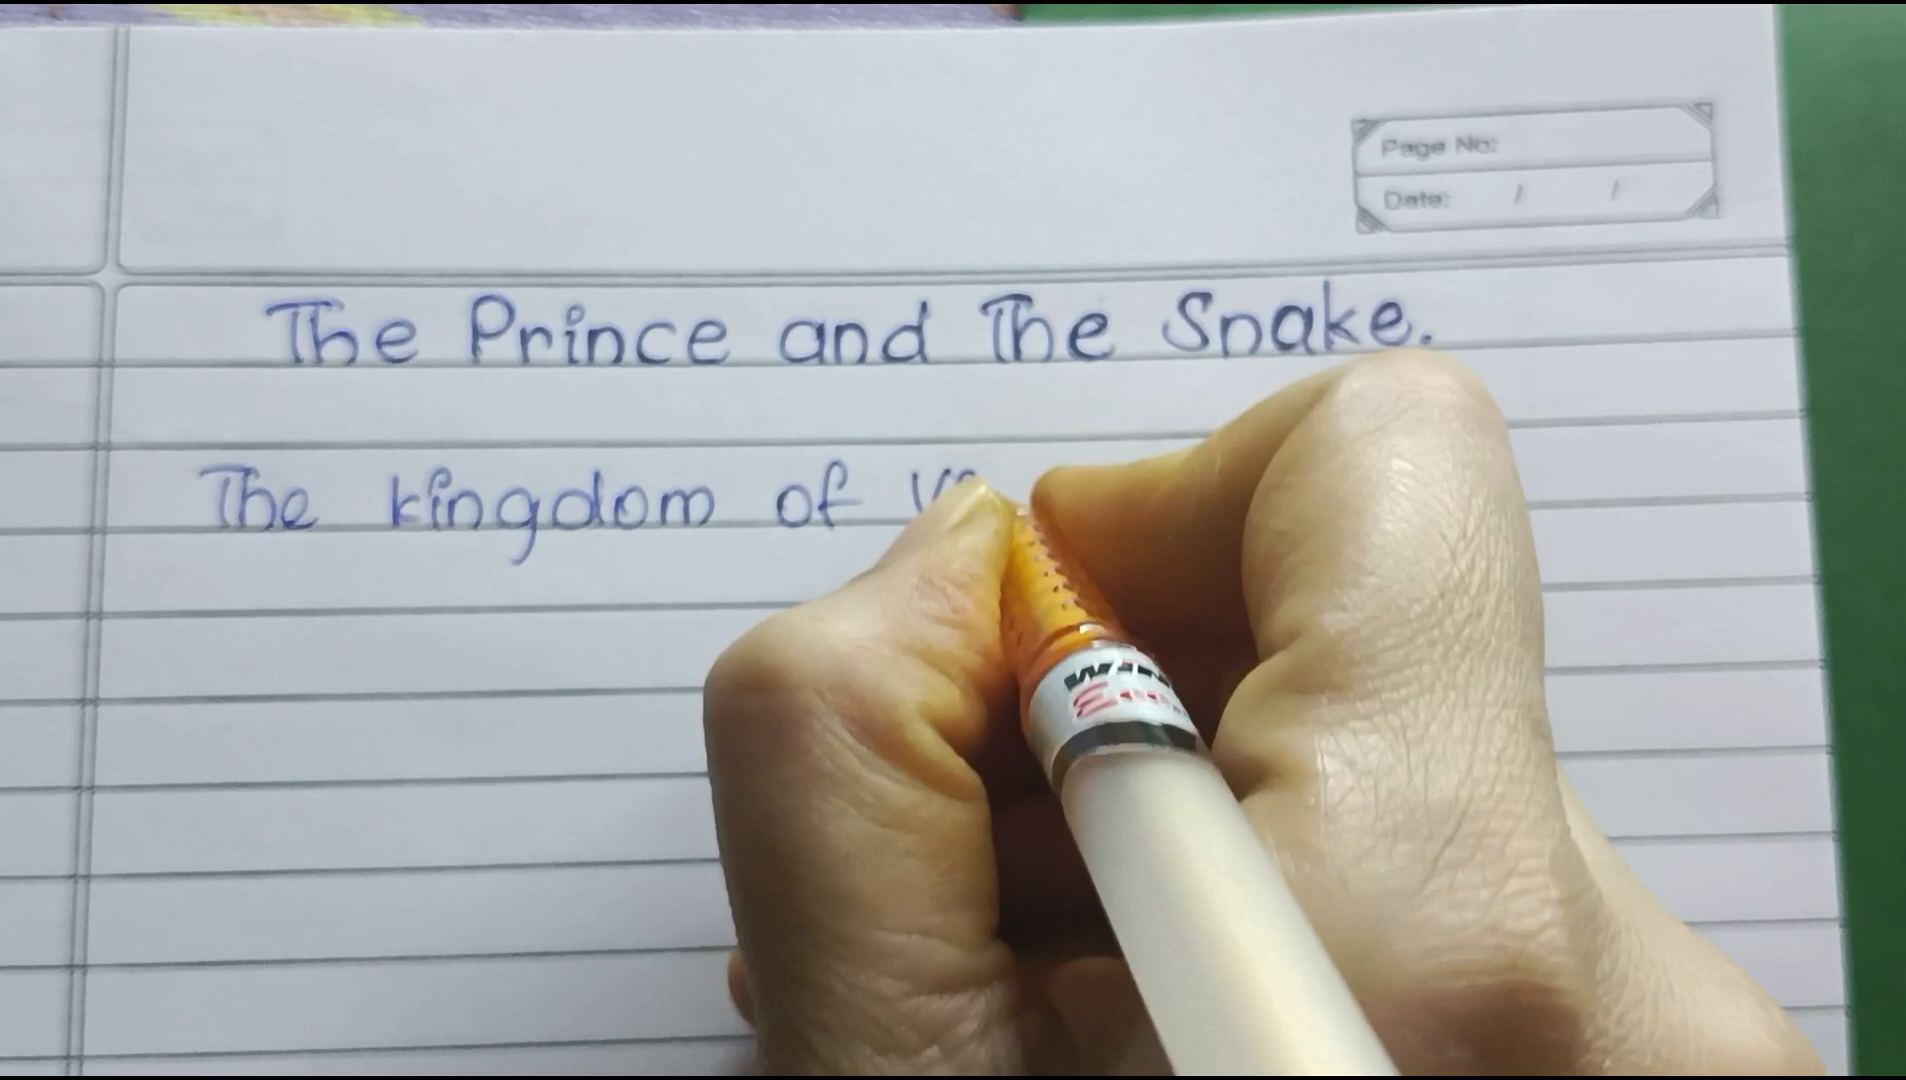 Page No:
Date: / /
The Prince and The Snake.
The kingdom of